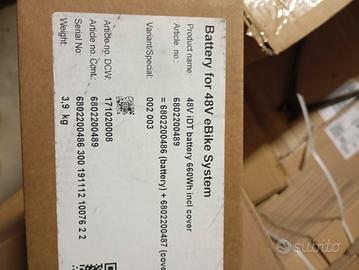 Battery for 48V eBike System
Product name: 48V iDT battery 660Wh incl cover
Article no.: 6802200489
= 6802200486 (battery) + 6802200487 (cove
Variant/Special: 002 003
Article no. DCIW: 171020008
Article no. Cont.: 6802200489
Serial No: 6802200486 300 191112 10076 2 2
Weight: 3,9 kg
subito